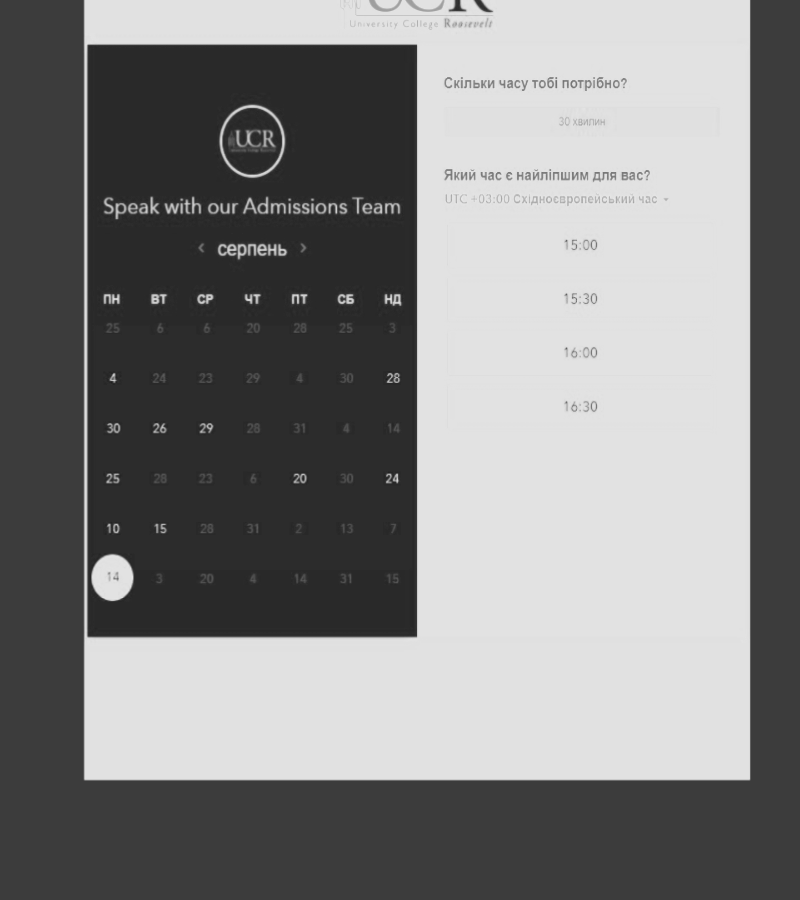 UCR
University College Roosevelt
UCR
Speak with our Admissions Team
‹ серпень ›
ПН ВТ СР ЧТ ПТ СБ НД
25 6 6 20 28 25 3
4 24 23 29 4 30 28
30 26 29 28 31 4 14
25 28 23 6 20 30 24
10 15 28 31 2 13 7
14 3 20 4 14 31 15
Скільки часу тобі потрібно?
30 хвилин
Який час є найліпшим для вас?
UTC +03:00 Східноєвропейський час
15:00
15:30
16:00
16:30